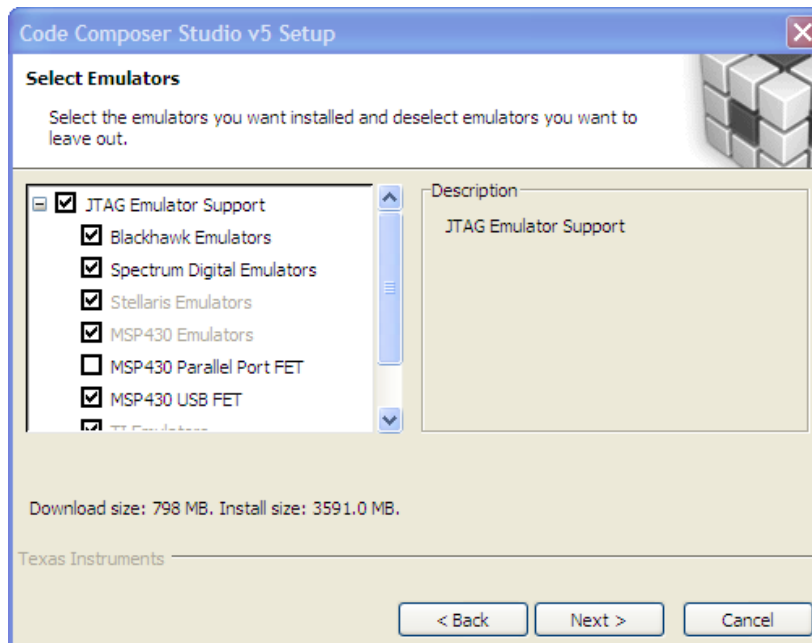 Code Composer Studio v5 Setup
Select Emulators
Select the emulators you want installed and deselect emulators you want to
leave out.
JTAG Emulator Support
Blackhawk Emulators
Spectrum Digital Emulators
Stellaris Emulators
MSP430 Emulators
MSP430 Parallel Port FET
MSP430 USB FET
TI Emulators
Description
JTAG Emulator Support
Download size: 798 MB. Install size: 3591.0 MB.
Texas Instruments
< Back
Next >
Cancel